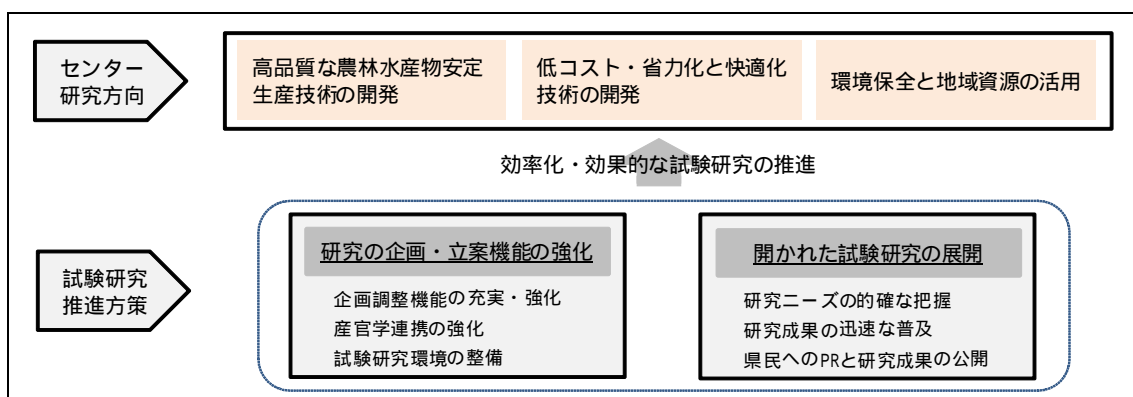 センター
研究方向
高品質な農林水産物安定
生産技術の開発
低コスト・省力化と快適化
技術の開発
環境保全と地域資源の活用
効率化・効果的な試験研究の推進
試験研究
推進方策
研究の企画・立案機能の強化
企画調整機能の充実・強化
産官学連携の強化
試験研究環境の整備
開かれた試験研究の展開
研究ニーズの的確な把握
研究成果の迅速な普及
県民へのPRと研究成果の公開